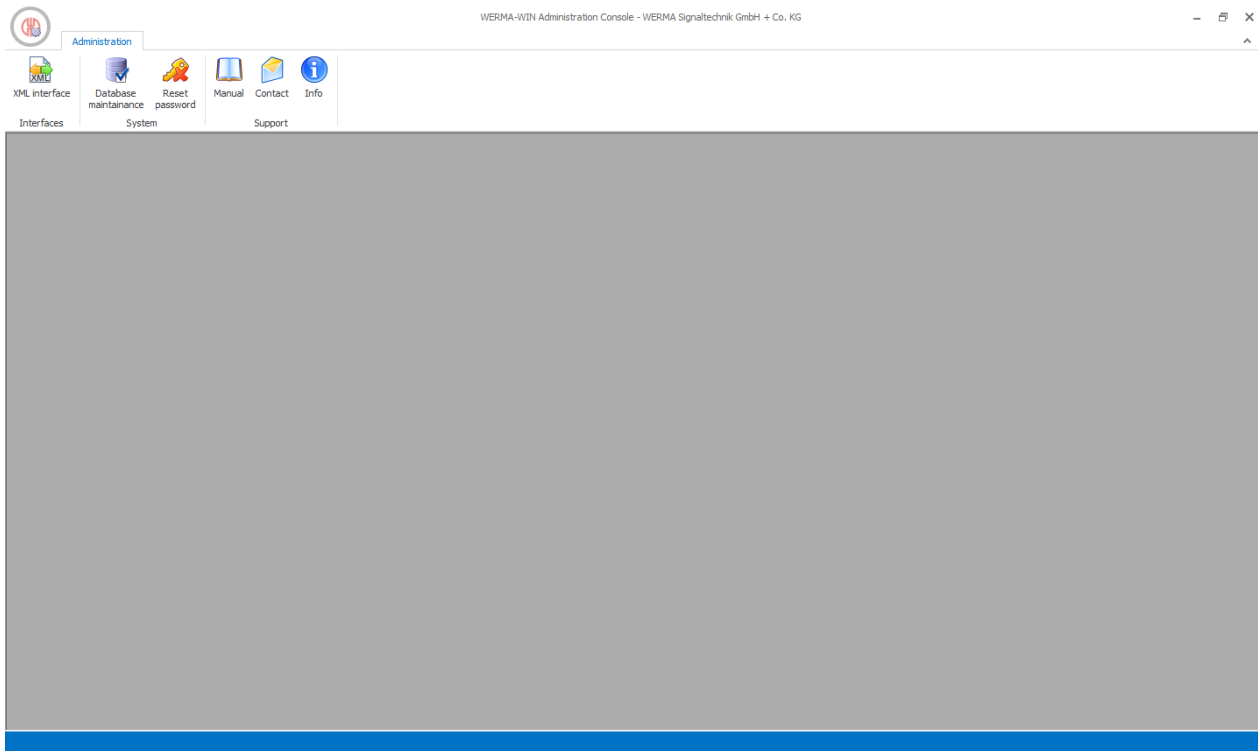 WERMA-WIN Administration Console - WERMA Signaltechnik GmbH + Co. KG
Administration
XML
XML interface
Database maintainance
Reset password
Manual
Contact
Info
Interfaces
System
Support